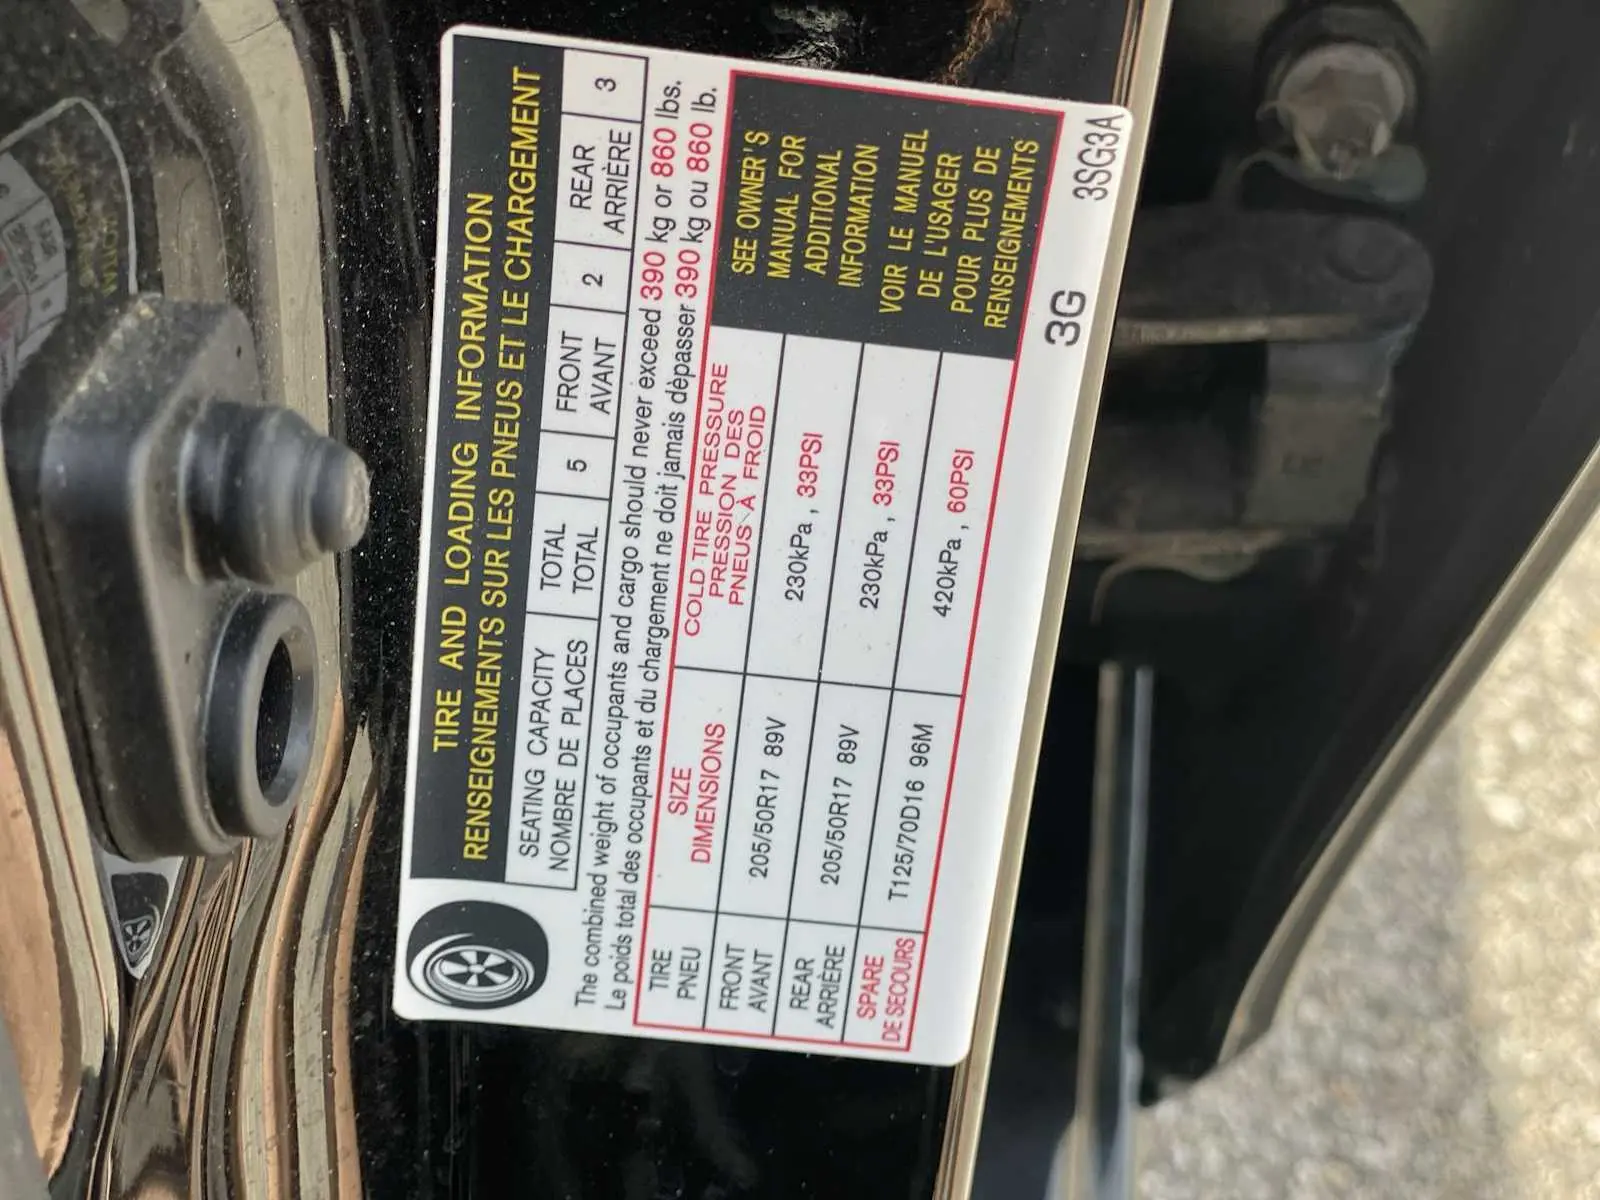 TIRE AND LOADING INFORMATION
RENSEIGNEMENTS SUR LES PNEUS ET LE CHARGEMENT
SEATING CAPACITY
NOMBRE DE PLACES
TOTAL
TOTAL
5
FRONT
AVANT
2
REAR
ARRIÈRE
3
The combined weight of occupants and cargo should never exceed 390 kg or 860 lbs.
Le poids total des occupants et du chargement ne doit jamais dépasser 390 kg ou 860 lb.
TIRE
PNEU
SIZE
DIMENSIONS
COLD TIRE PRESSURE
PRESSION DES
PNEUS À FROID
FRONT
AVANT
205/50R17 89V
230kPa, 33PSI
REAR
ARRIÈRE
205/50R17 89V
230kPa, 33PSI
SPARE
DE SECOURS
T125/70D16 96M
420kPa, 60PSI
SEE OWNER'S
MANUAL FOR
ADDITIONAL
INFORMATION
VOIR LE MANUEL
DE L'USAGER
POUR PLUS DE
RENSEIGNEMENTS
3G
3SG3A